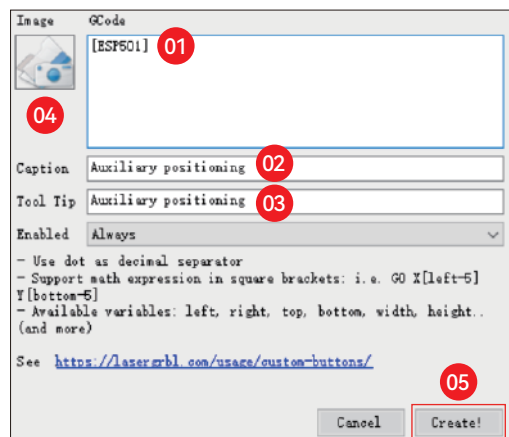 Image GCode
[ESP501] 01
04
Caption Auxiliary positioning 02
Tool Tip Auxiliary positioning 03
Enabled Always
- Use dot as decimal separator
- Support math expression in square brackets: i.e. G0 X[left-5]
Y[bottom-5]
- Available variables: left, right, top, bottom, width, height..
(and more)
See https://lasergrbl.com/usage/custom-buttons/
05
Cancel Create!